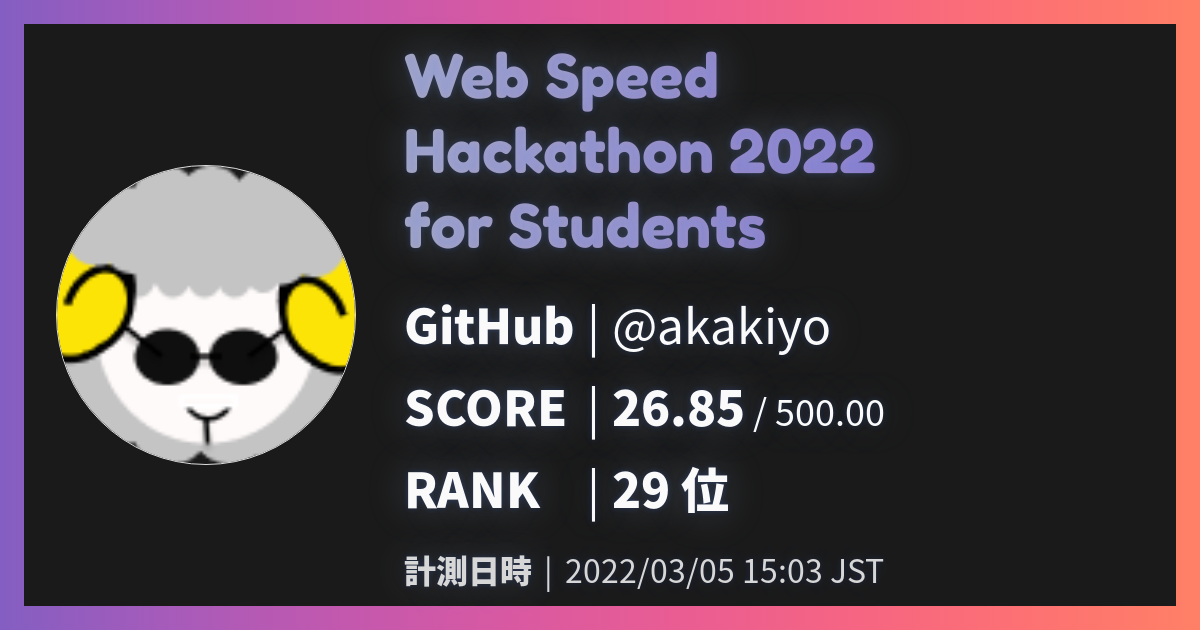 Web Speed
Hackathon 2022
for Students
GitHub | @akakiyo
SCORE | 26.85 / 500.00
RANK | 29 位
計測日時 | 2022/03/05 15:03 JST